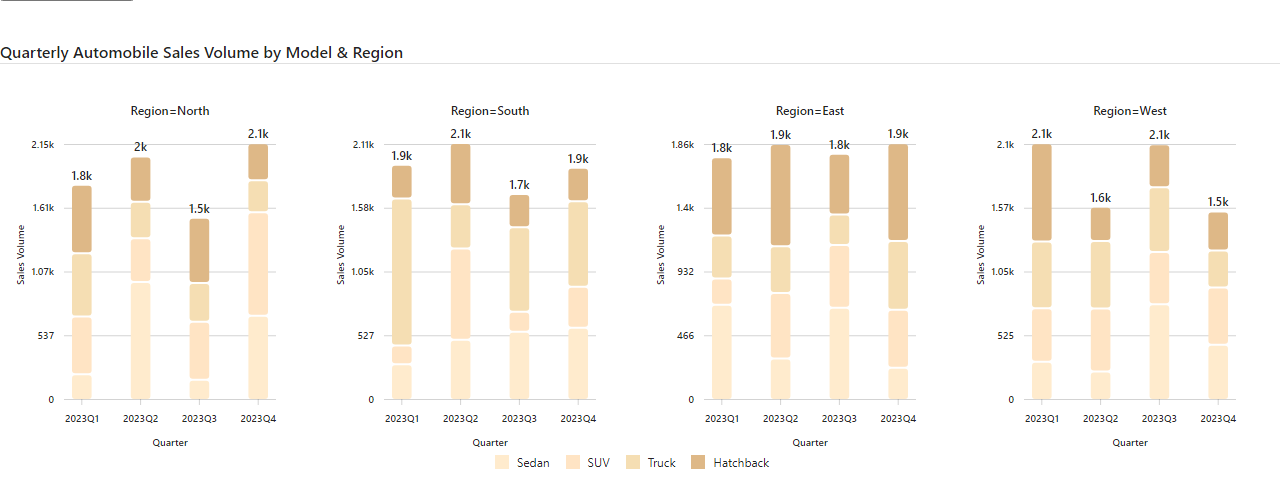 Quarterly Automobile Sales Volume by Model & Region
Region=North
2.15k
1.61k
1.07k
537
0
Sales Volume
1.8k
2k
1.5k
2.1k
2023Q1 2023Q2 2023Q3 2023Q4
Quarter
Region=South
2.11k
1.58k
1.05k
527
0
Sales Volume
1.9k
2.1k
1.7k
1.9k
2023Q1 2023Q2 2023Q3 2023Q4
Quarter
Region=East
1.86k
1.4k
932
466
0
Sales Volume
1.8k
1.9k
1.8k
1.9k
2023Q1 2023Q2 2023Q3 2023Q4
Quarter
Region=West
2.1k
1.57k
1.05k
525
0
Sales Volume
2.1k
1.6k
2.1k
1.5k
2023Q1 2023Q2 2023Q3 2023Q4
Quarter
Sedan SUV Truck Hatchback